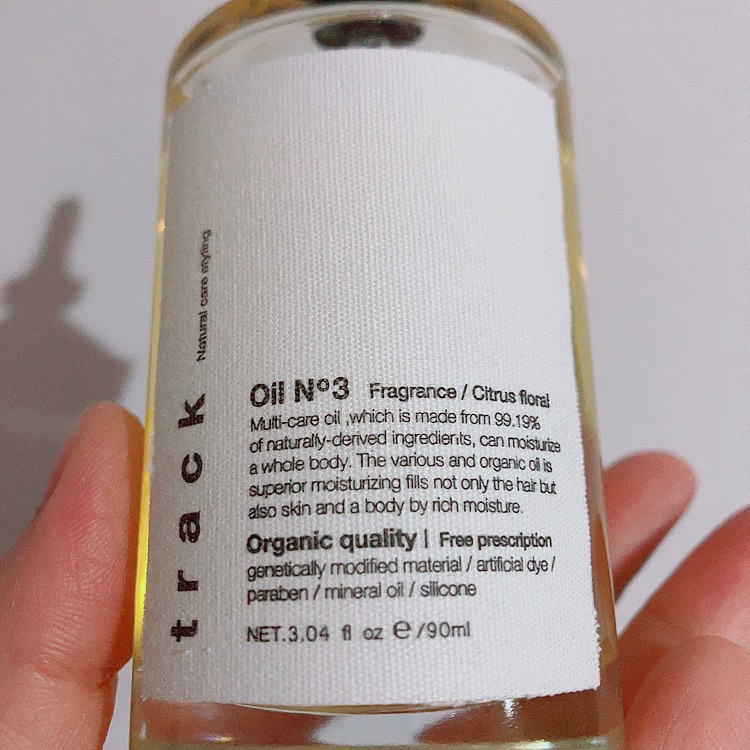 track
Natural care styling
Oil Nº3 Fragrance / Citrus floral
Multi-care oil ,which is made from 99.19%
of naturally-derived ingredients, can moisturize
a whole body. The various and organic oil is
superior moisturizing fills not only the hair but
also skin and a body by rich moisture.
Organic quality | Free prescription
genetically modified material / artificial dye /
paraben / mineral oil / silicone
NET.3.04 fl oz ℮/90ml